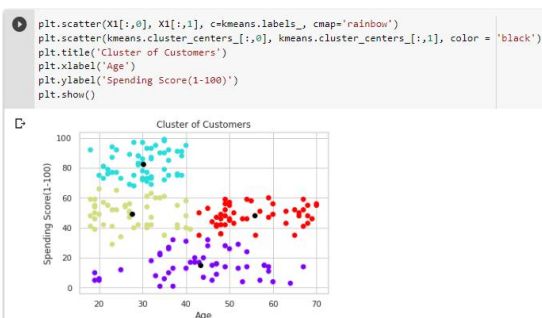 plt.scatter(X1[:,0], X1[:,1], c=kmeans.labels_, cmap='rainbow')
plt.scatter(kmeans.cluster_centers_[:,0], kmeans.cluster_centers_[:,1], color = 'black')
plt.title('Cluster of Customers')
plt.xlabel('Age')
plt.ylabel('Spending Score(1-100)')
plt.show()
Cluster of Customers
Spending Score(1-100)
100
80
60
40
20
0
20 30 40 50 60 70
Age